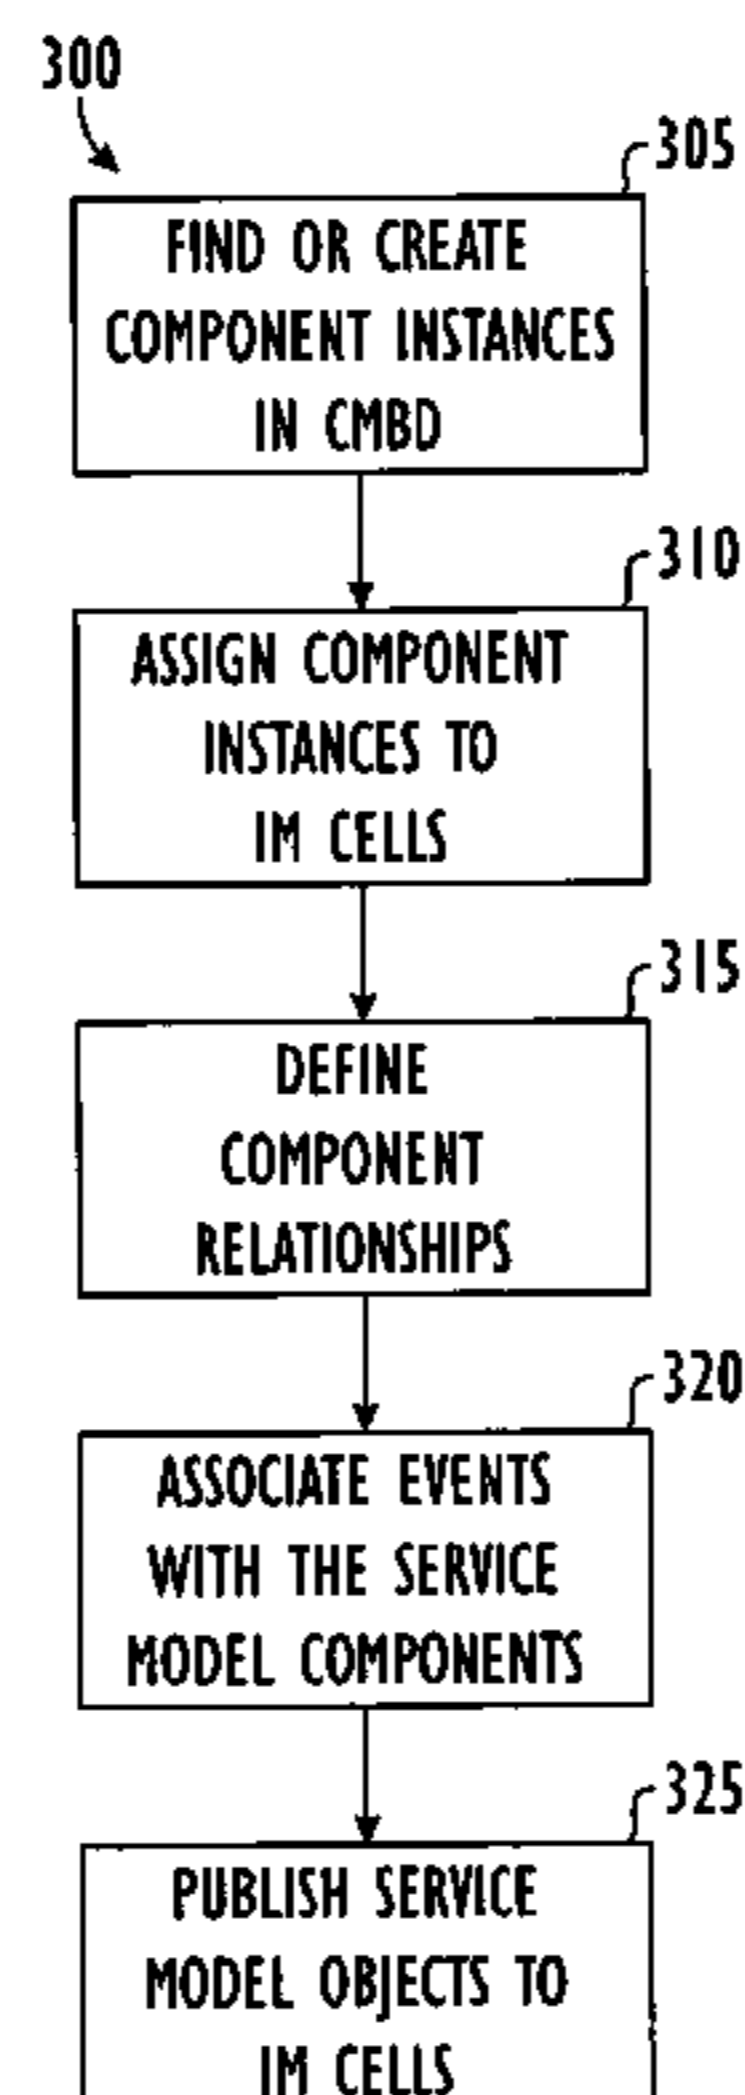 300
305
FIND OR CREATE
COMPONENT INSTANCES
IN CMBD
310
ASSIGN COMPONENT
INSTANCES TO
IM CELLS
315
DEFINE
COMPONENT
RELATIONSHIPS
320
ASSOCIATE EVENTS
WITH THE SERVICE
MODEL COMPONENTS
325
PUBLISH SERVICE
MODEL OBJECTS TO
IM CELLS